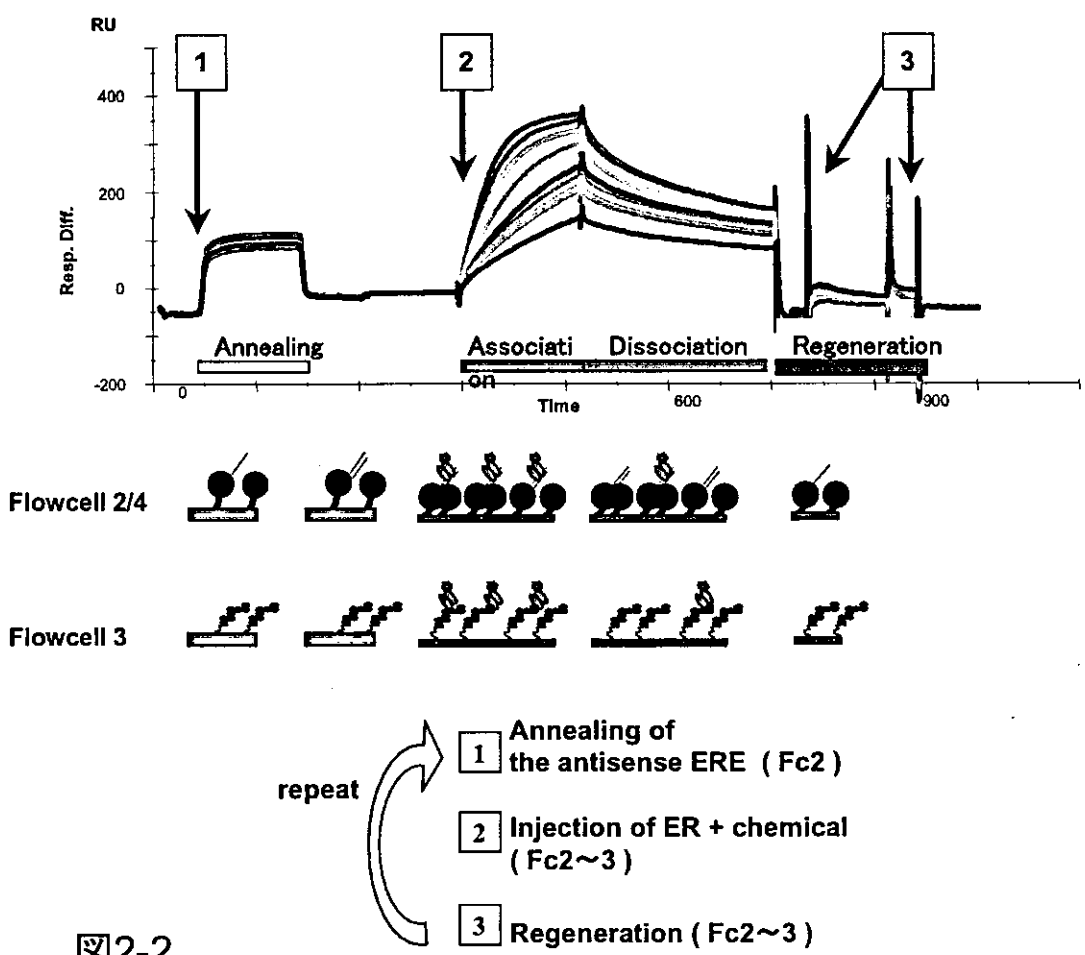 RU
1
2
3
400
200
0
-200
Resp. Diff.
Annealing
Associati
on
Dissociation
Regeneration
0
600
900
Time
Flowcell 2/4
Flowcell 3
repeat
1 Annealing of
the antisense ERE ( Fc2 )
2 Injection of ER + chemical
( Fc2～3 )
3 Regeneration ( Fc2～3 )
図2-2